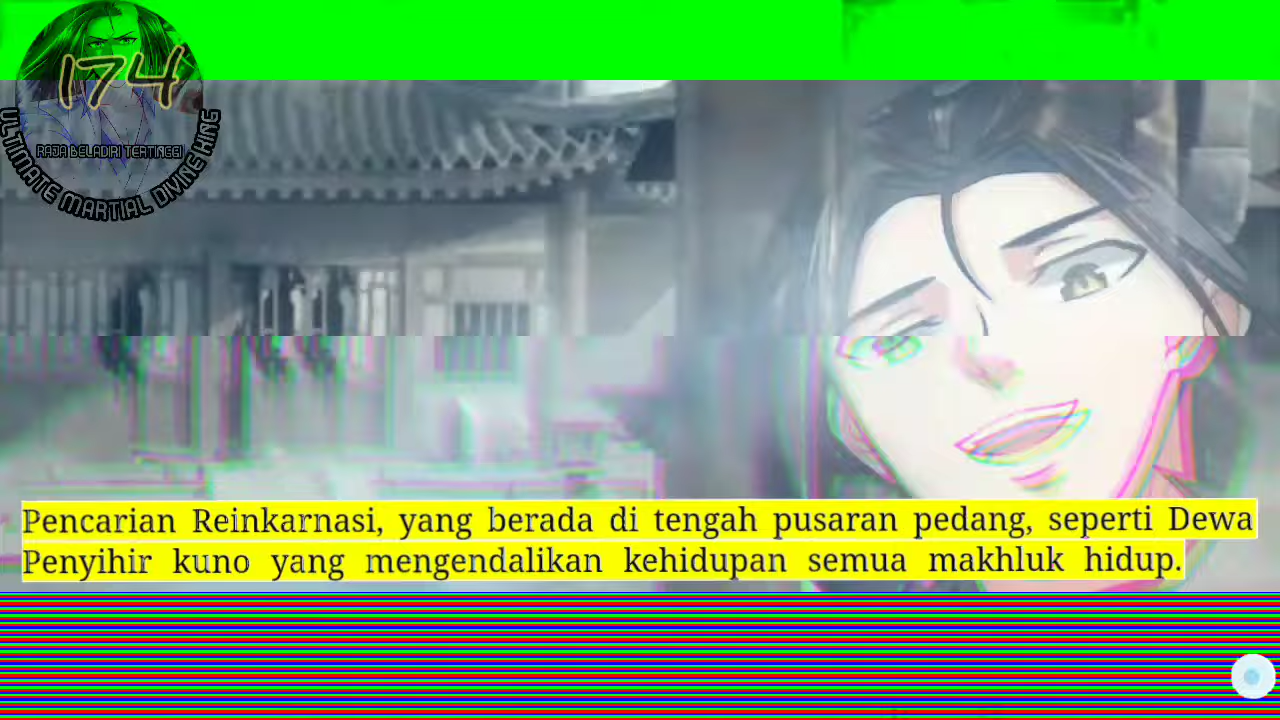 174
RAJA BELADIRI TERTINGGI
ULTIMATE MARTIAL DIVINE KING
Pencarian Reinkarnasi, yang berada di tengah pusaran pedang, seperti Dewa
Penyihir kuno yang mengendalikan kehidupan semua makhluk hidup.